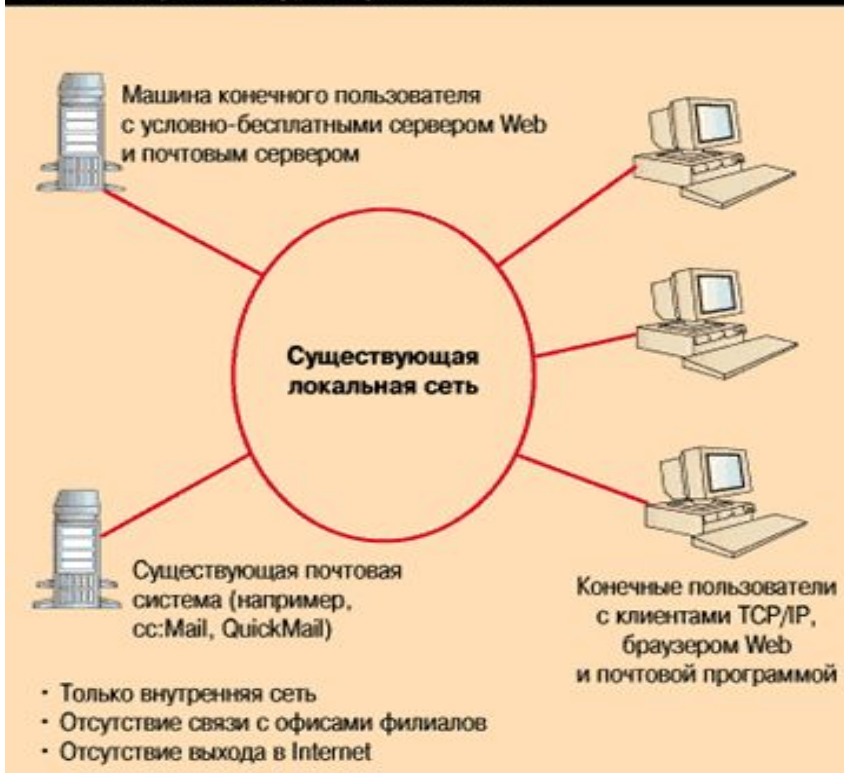 Машина конечного пользователя
с условно-бесплатными сервером Web
и почтовым сервером
Существующая
локальная сеть
Существующая почтовая
система (например,
cc:Mail, QuickMail)
Конечные пользователи
с клиентами TCP/IP,
браузером Web
и почтовой программой
• Только внутренняя сеть
• Отсутствие связи с офисами филиалов
• Отсутствие выхода в Internet